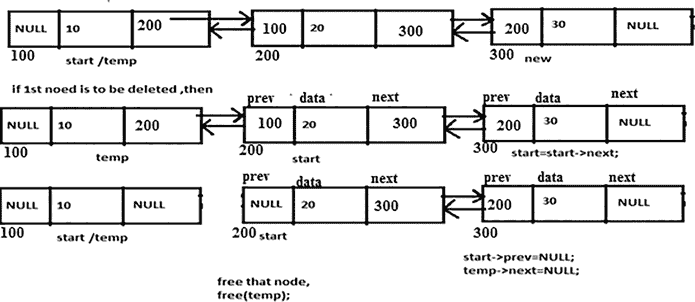 NULL 10 200 100 20 300 200 30 NULL
100 200 300
start /temp new
if 1st noed is to be deleted ,then
prev data next prev data next
NULL 10 200 100 20 300 200 30 NULL
100 200 300
temp start start=start->next;
prev data next prev data next
NULL 10 NULL NULL 20 300 200 30 NULL
100 200 300
start /temp start
start->prev=NULL;
temp->next=NULL;
free that node,
free(temp);